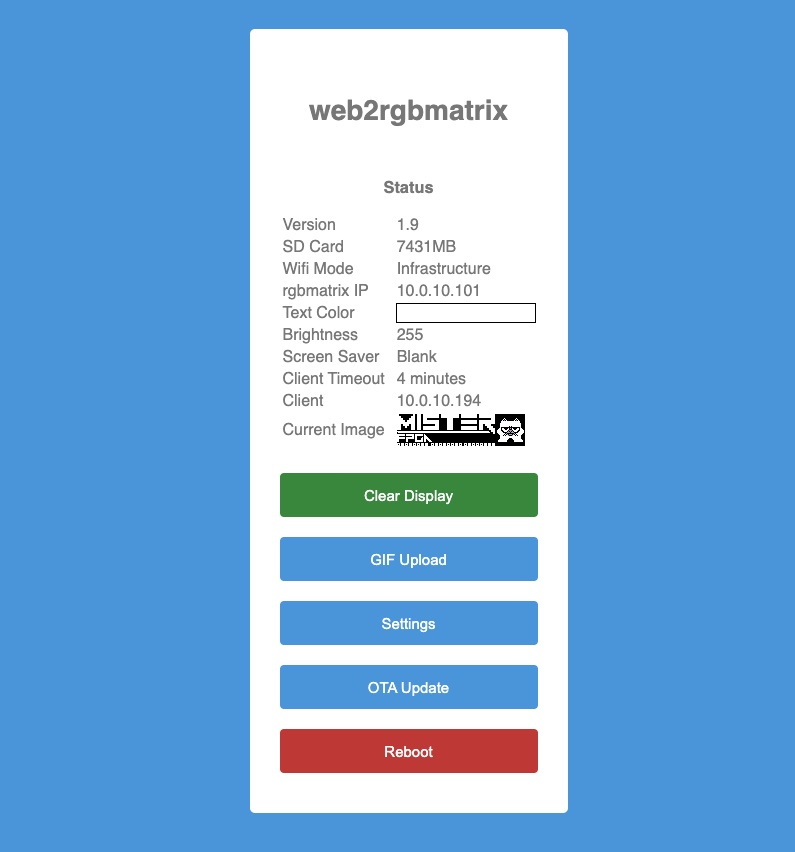 web2rgbmatrix
Status
Version 1.9
SD Card 7431MB
Wifi Mode Infrastructure
rgbmatrix IP 10.0.10.101
Text Color
Brightness 255
Screen Saver Blank
Client Timeout 4 minutes
Client 10.0.10.194
Current Image MiSTER
FPGA
Clear Display
GIF Upload
Settings
OTA Update
Reboot